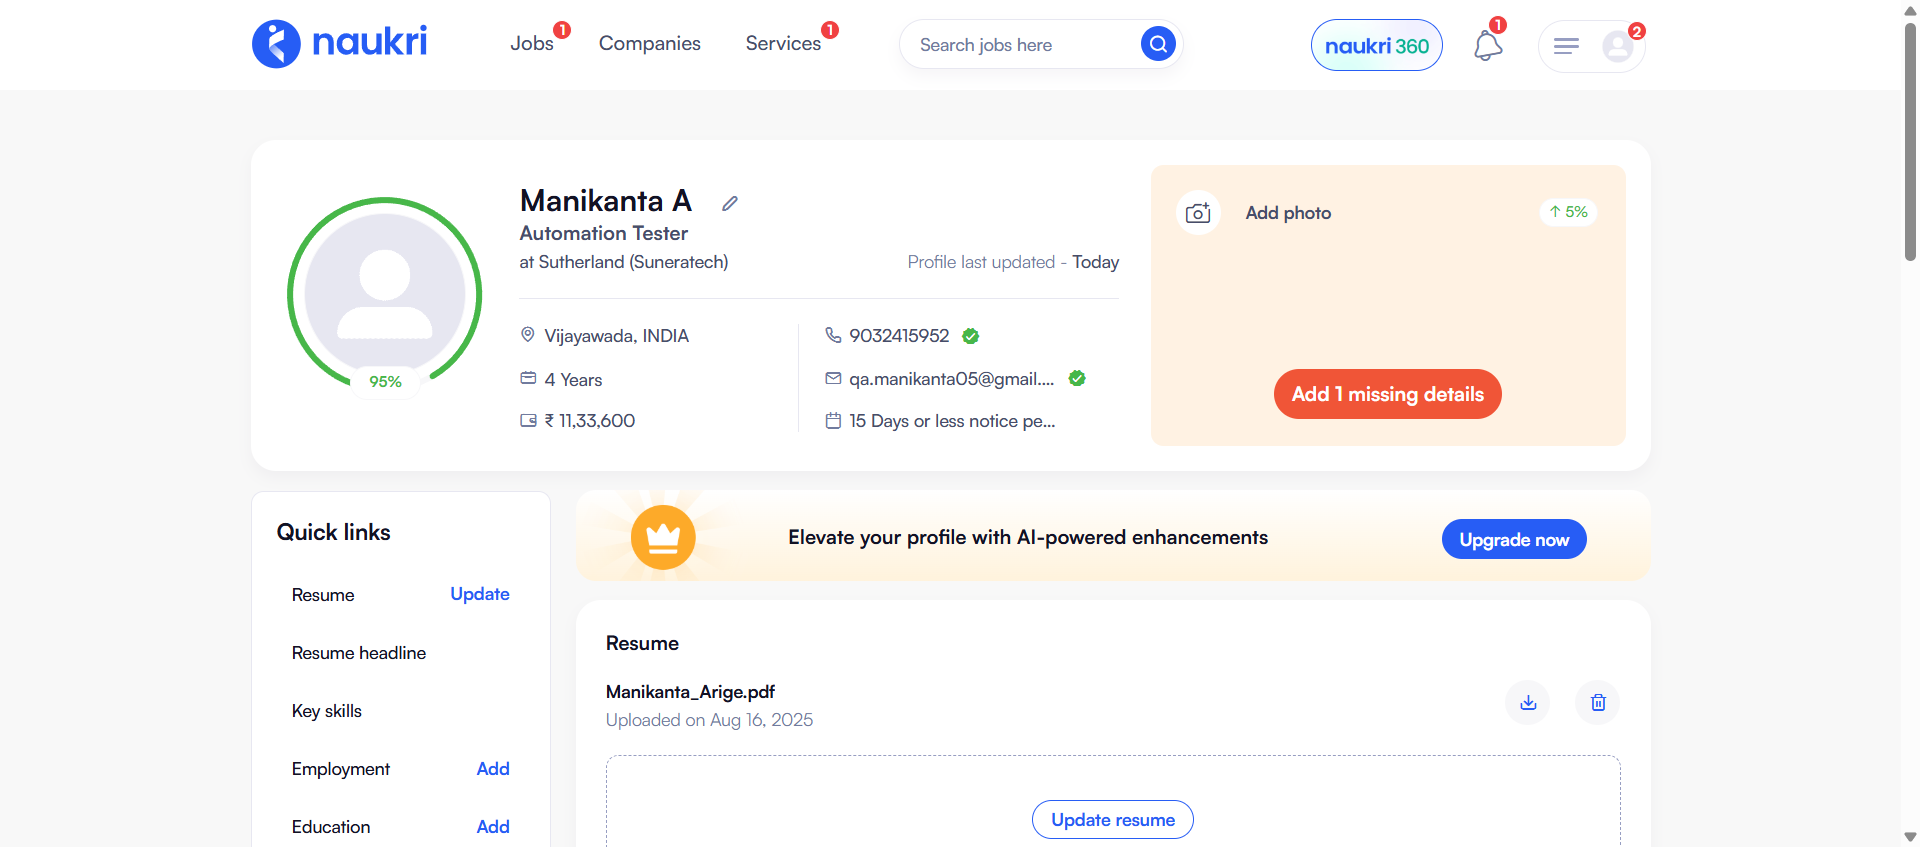 naukri
Jobs 1
Companies
Services 1
Search jobs here
naukri 360
1
2
Manikanta A
Automation Tester
at Sutherland (Suneratech)
Profile last updated - Today
Vijayawada, INDIA
4 Years
₹ 11,33,600
9032415952
qa.manikanta05@gmail....
15 Days or less notice pe...
95%
Add photo
↑ 5%
Add 1 missing details
Quick links
Resume Update
Resume headline
Key skills
Employment Add
Education Add
Elevate your profile with AI-powered enhancements
Upgrade now
Resume
Manikanta_Arige.pdf
Uploaded on Aug 16, 2025
Update resume